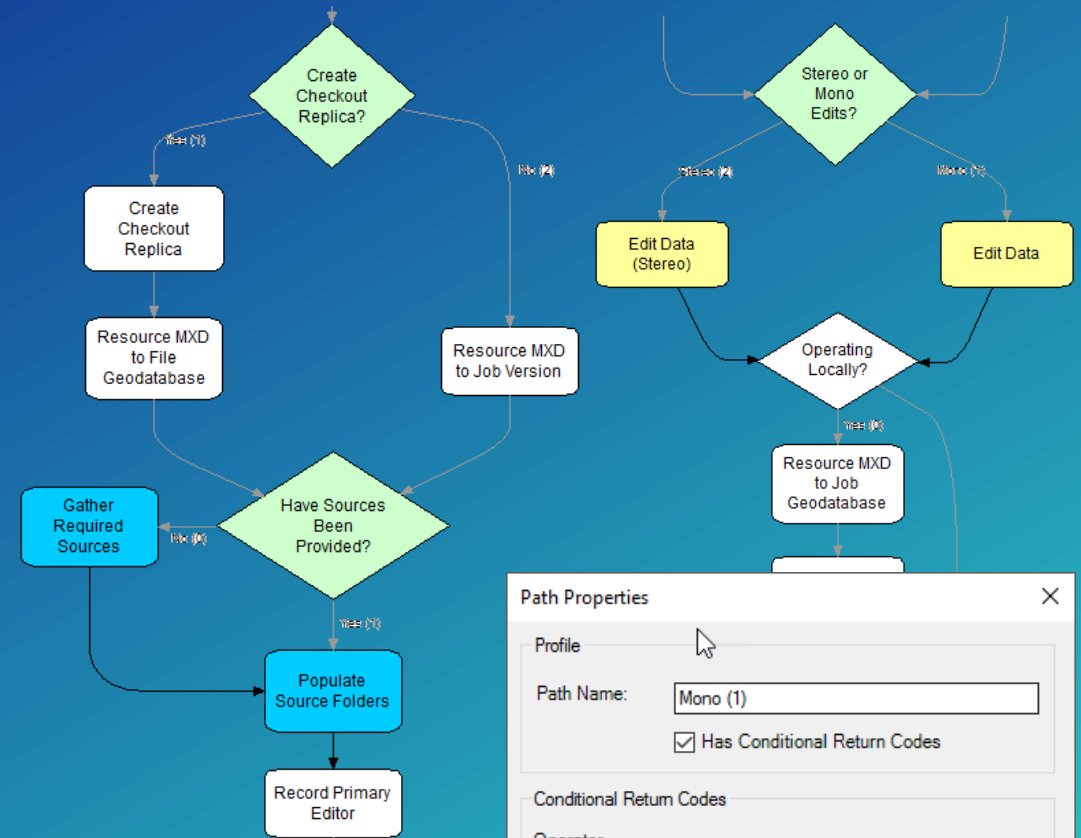 Create
Checkout
Replica?
Yes (1)
No (2)
Create
Checkout
Replica
Resource MXD
to File
Geodatabase
Resource MXD
to Job Version
Have Sources
Been
Provided?
Gather
Required
Sources
No (0)
Yes (1)
Populate
Source Folders
Record Primary
Editor
Stereo or
Mono
Edits?
Stereo (2)
Mono (1)
Edit Data
(Stereo)
Edit Data
Operating
Locally?
Yes (0)
Resource MXD
to Job
Geodatabase
Path Properties
Profile
Path Name:
Mono (1)
Has Conditional Return Codes
Conditional Return Codes
Operator